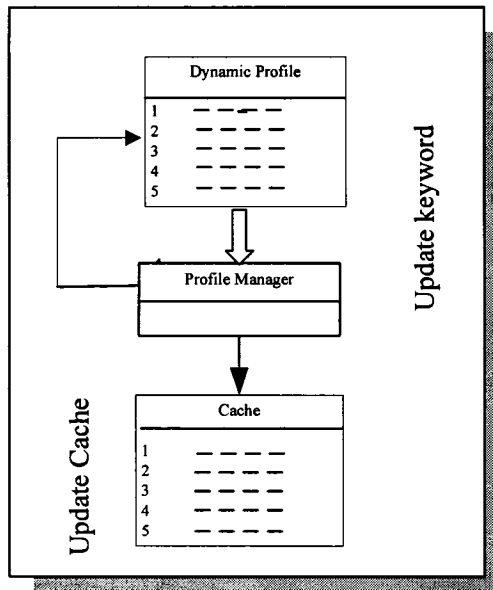 Dynamic Profile
1
2
3
4
5
Update keyword
Profile Manager
Update Cache
Cache
1
2
3
4
5